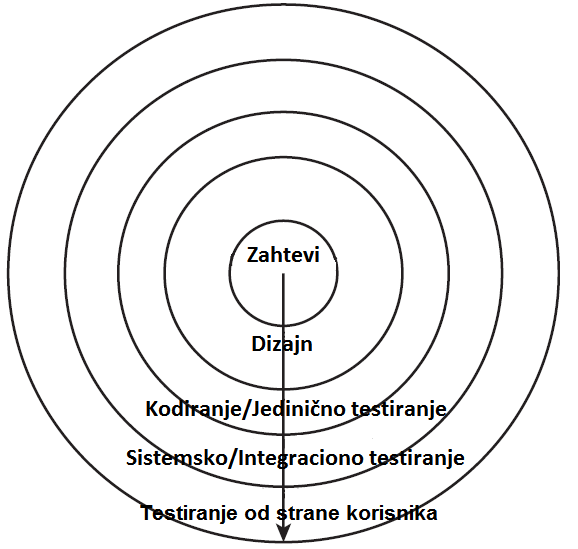 Zahtevi
Dizajn
Kodiranje/Jedinično testiranje
Sistemsko/Integraciono testiranje
Testiranje od strane korisnika